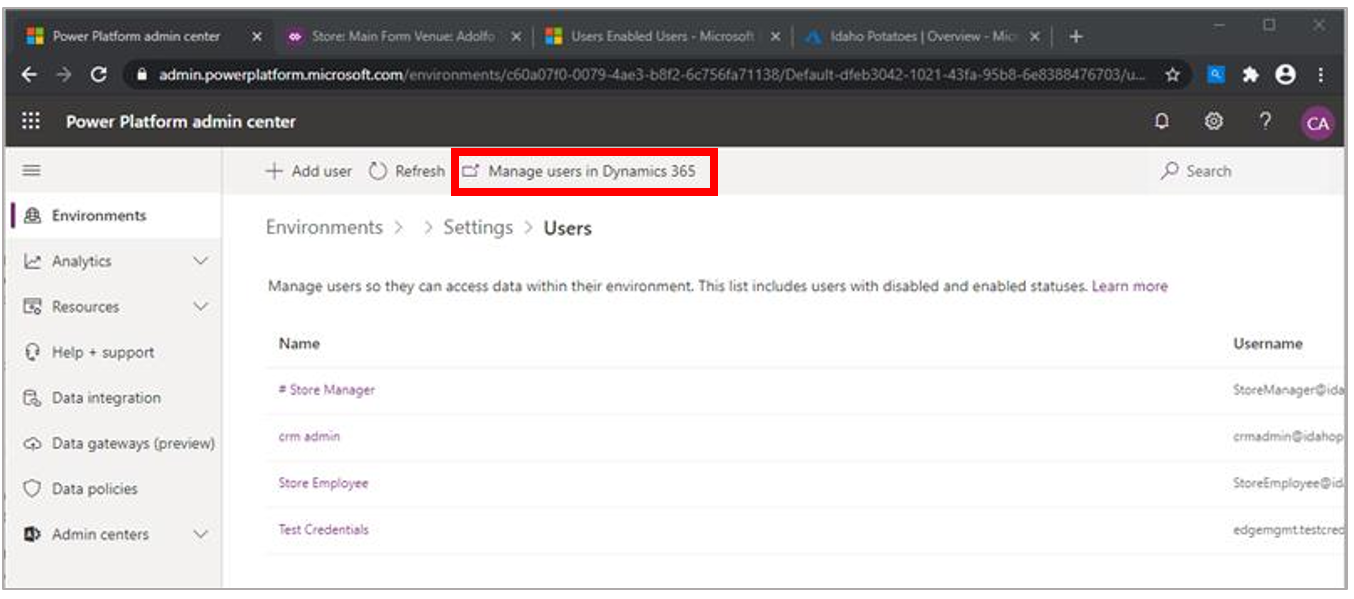 Power Platform admin center
Store: Main Form Venue: Adolfo
Users Enabled Users - Microsoft
Idaho Potatoes | Overview - Mic
admin.powerplatform.microsoft.com/environments/c60a07f0-0079-4ae3-b8f2-6c756fa71138/Default-dfeb3042-1021-43fa-95b8-6e8388476703/u...
Power Platform admin center
CA
Add user
Refresh
Manage users in Dynamics 365
Search
Environments
Analytics
Resources
Help + support
Data integration
Data gateways (preview)
Data policies
Admin centers
Environments > > Settings > Users
Manage users so they can access data within their environment. This list includes users with disabled and enabled statuses. Learn more
Name Username
# Store Manager StoreManager@ida
crm admin crmadmin@idahop
Store Employee StoreEmployee@id
Test Credentials edgemgmt.testcred